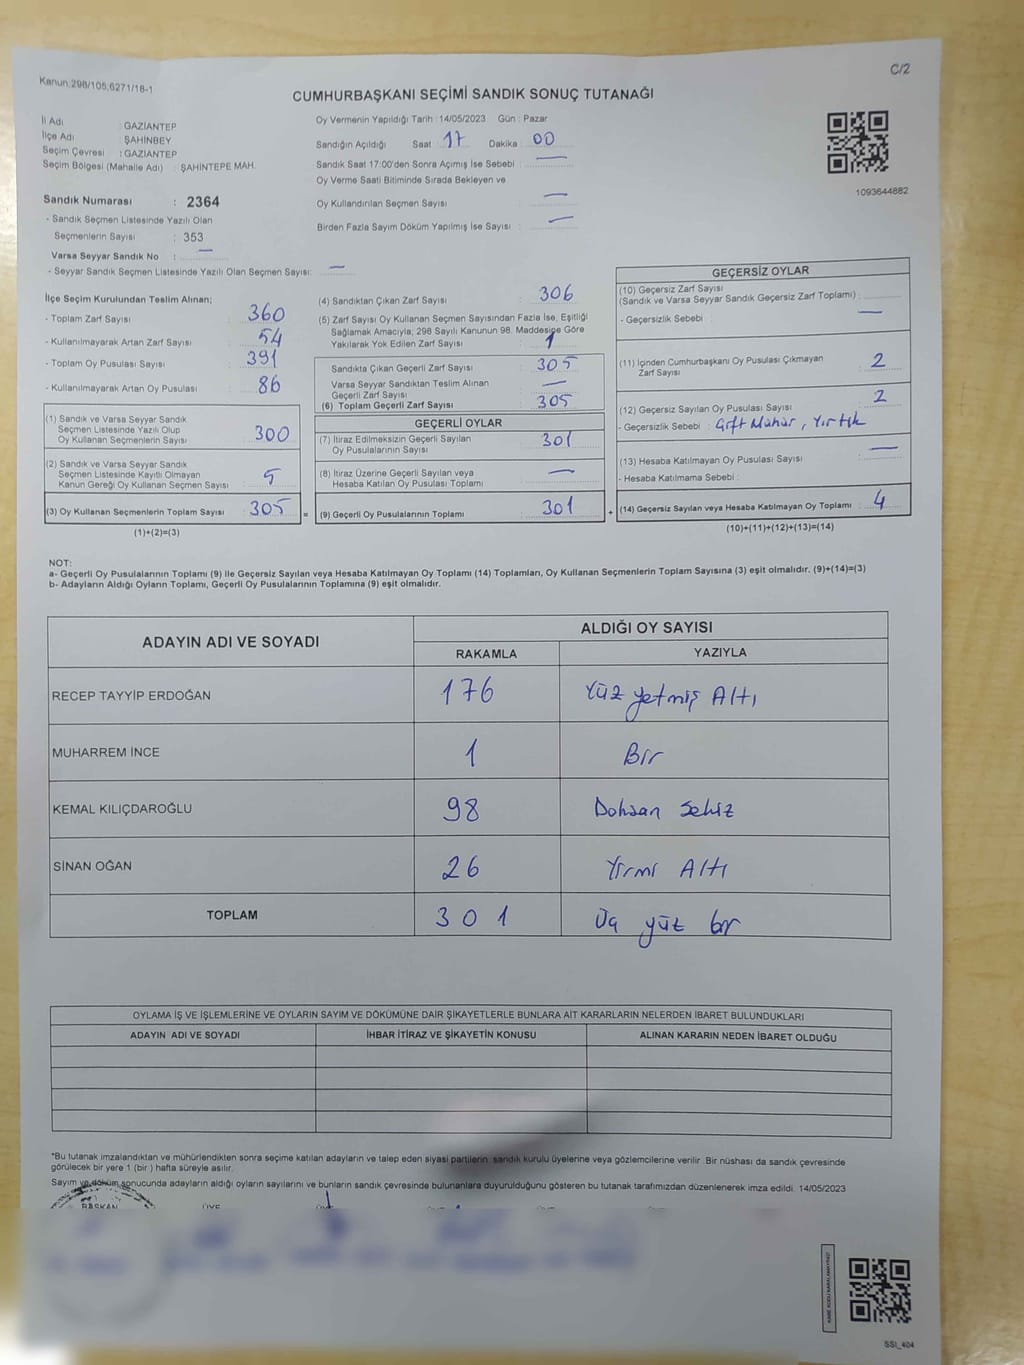 C/2
Kanun:298/105,6271/18-1
CUMHURBAŞKANI SEÇİMİ SANDIK SONUÇ TUTANAĞI
İl Adı : GAZİANTEP
İlçe Adı : ŞAHİNBEY
Seçim Çevresi : GAZİANTEP
Seçim Bölgesi (Mahalle Adı) : ŞAHİNTEPE MAH.
Oy Vermenin Yapıldığı Tarih : 14/05/2023 Gün : Pazar
Sandığın Açıldığı Saat : 17 Dakika : 00
Sandık Saat 17:00'den Sonra Açımış İse Sebebi : —
Oy Verme Saati Bitiminde Sırada Bekleyen ve
Oy Kullandırılan Seçmen Sayısı : —
Birden Fazla Sayım Döküm Yapılmış İse Sayısı : —
1093644882
Sandık Numarası : 2364
- Sandık Seçmen Listesinde Yazılı Olan
Seçmenlerin Sayısı : 353
Varsa Seyyar Sandık No : —
- Seyyar Sandık Seçmen Listesinde Yazılı Olan Seçmen Sayısı: —
İlçe Seçim Kurulundan Teslim Alınan;
- Toplam Zarf Sayısı : 360
- Kullanılmayarak Artan Zarf Sayısı : 54
- Toplam Oy Pusulası Sayısı : 391
- Kullanılmayarak Artan Oy Pusulası : 86
(1) Sandık ve Varsa Seyyar Sandık
Seçmen Listesinde Yazılı Olup
Oy Kullanan Seçmenlerin Sayısı : 300
(2) Sandık ve Varsa Seyyar Sandık
Seçmen Listesinde Kayıtlı Olmayan
Kanun Gereği Oy Kullanan Seçmen Sayısı : 5
(3) Oy Kullanan Seçmenlerin Toplam Sayısı : 305
(1)+(2)=(3)
(4) Sandıktan Çıkan Zarf Sayısı : 306
(5) Zarf Sayısı Oy Kullanan Seçmen Sayısından Fazla İse, Eşitliği
Sağlamak Amacıyla; 298 Sayılı Kanunun 98. Maddesine Göre
Yakılarak Yok Edilen Zarf Sayısı : 1
Sandıkta Çıkan Geçerli Zarf Sayısı : 305
Varsa Seyyar Sandıktan Teslim Alınan
Geçerli Zarf Sayısı : —
(6) Toplam Geçerli Zarf Sayısı : 305
GEÇERLİ OYLAR
(7) İtiraz Edilmeksizin Geçerli Sayılan
Oy Pusulalarının Sayısı : 301
(8) İtiraz Üzerine Geçerli Sayılan veya
Hesaba Katılan Oy Pusulası Toplamı : —
= (9) Geçerli Oy Pusulalarının Toplamı : 301
GEÇERSİZ OYLAR
(10) Geçersiz Zarf Sayısı
(Sandık ve Varsa Seyyar Sandık Geçersiz Zarf Toplamı) :
- Geçersizlik Sebebi : —
(11) İçinden Cumhurbaşkanı Oy Pusulası Çıkmayan
Zarf Sayısı : 2
(12) Geçersiz Sayılan Oy Pusulası Sayısı : 2
- Geçersizlik Sebebi : Çift Mühür, Yırtık
(13) Hesaba Katılmayan Oy Pusulası Sayısı : —
- Hesaba Katılmama Sebebi :
+ (14) Geçersiz Sayılan veya Hesaba Katılmayan Oy Toplamı : 4
(10)+(11)+(12)+(13)=(14)
NOT:
a- Geçerli Oy Pusulalarının Toplamı (9) İle Geçersiz Sayılan veya Hesaba Katılmayan Oy Toplamı (14) Toplamları, Oy Kullanan Seçmenlerin Toplam Sayısına (3) eşit olmalıdır. (9)+(14)=(3)
b- Adayların Aldığı Oyların Toplamı, Geçerli Oy Pusulalarının Toplamına (9) eşit olmalıdır.
ADAYIN ADI VE SOYADI ALDIĞI OY SAYISI
RAKAMLA YAZIYLA
RECEP TAYYİP ERDOĞAN 176 Yüz yetmiş Altı
MUHARREM İNCE 1 Bir
KEMAL KILIÇDAROĞLU 98 Doksan Sekiz
SİNAN OĞAN 26 Yirmi Altı
TOPLAM 301 Üç yüz bir
OYLAMA İŞ VE İŞLEMLERİNE VE OYLARIN SAYIM VE DÖKÜMÜNE DAİR ŞİKAYETLERLE BUNLARA AİT KARARLARIN NELERDEN İBARET BULUNDUKLARI
ADAYIN ADI VE SOYADI İHBAR İTİRAZ VE ŞİKAYETİN KONUSU ALINAN KARARIN NEDEN İBARET OLDUĞU
*Bu tutanak imzalandıktan ve mühürlendikten sonra seçime katılan adayların ve talep eden siyasi partilerin sandık kurulu üyelerine veya gözlemcilerine verilir. Bir nüshası da sandık çevresinde
görülecek bir yere 1 (bir) hafta süreyle asılır.
Sayım ve döküm sonucunda adayların aldığı oyların sayılarını ve bunların sandık çevresinde bulunanlara duyurulduğunu gösteren bu tutanak tarafımızdan düzenlenerek imza edildi. 14/05/2023
BAŞKAN ÜYE
SSİ_404